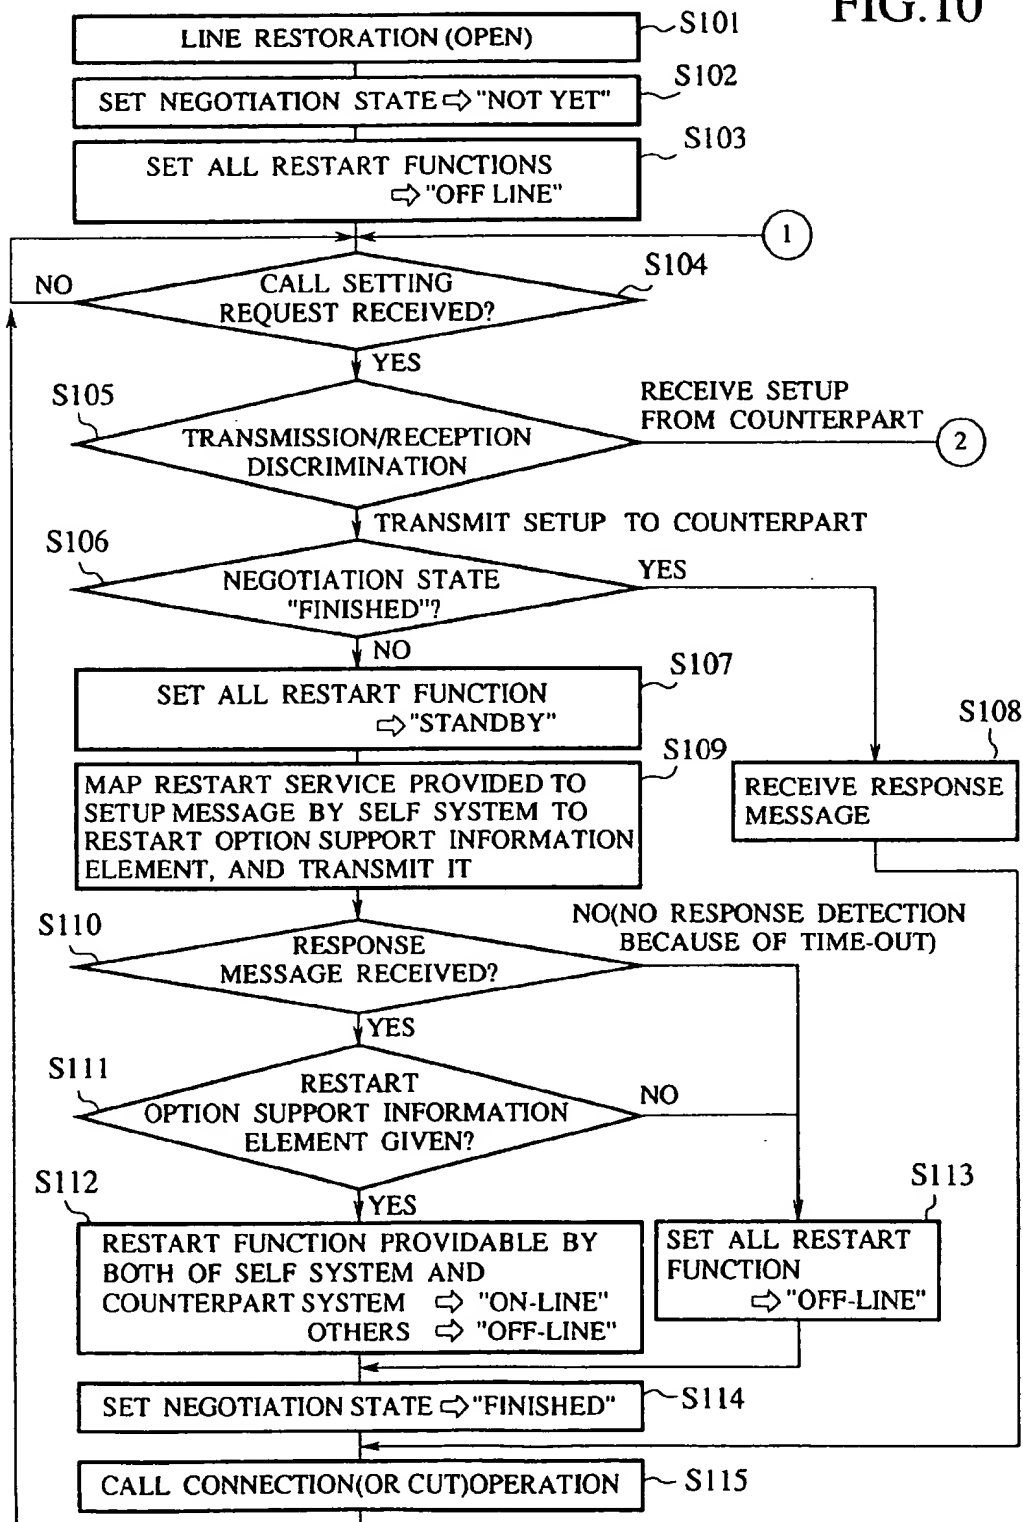 FIG.10
LINE RESTORATION (OPEN)
S101
SET NEGOTIATION STATE ⇨ "NOT YET"
S102
SET ALL RESTART FUNCTIONS
⇨ "OFF LINE"
S103
1
CALL SETTING
REQUEST RECEIVED?
S104
NO
YES
S105
TRANSMISSION/RECEPTION
DISCRIMINATION
RECEIVE SETUP
FROM COUNTERPART
2
TRANSMIT SETUP TO COUNTERPART
S106
NEGOTIATION STATE
"FINISHED"?
YES
NO
SET ALL RESTART FUNCTION
⇨ "STANDBY"
S107
S108
RECEIVE RESPONSE
MESSAGE
S109
MAP RESTART SERVICE PROVIDED TO
SETUP MESSAGE BY SELF SYSTEM TO
RESTART OPTION SUPPORT INFORMATION
ELEMENT, AND TRANSMIT IT
S110
RESPONSE
MESSAGE RECEIVED?
NO(NO RESPONSE DETECTION
BECAUSE OF TIME-OUT)
YES
S111
RESTART
OPTION SUPPORT INFORMATION
ELEMENT GIVEN?
NO
YES
S112
RESTART FUNCTION PROVIDABLE BY
BOTH OF SELF SYSTEM AND
COUNTERPART SYSTEM ⇨ "ON-LINE"
OTHERS ⇨ "OFF-LINE"
S113
SET ALL RESTART
FUNCTION
⇨ "OFF-LINE"
SET NEGOTIATION STATE ⇨ "FINISHED"
S114
CALL CONNECTION(OR CUT)OPERATION
S115